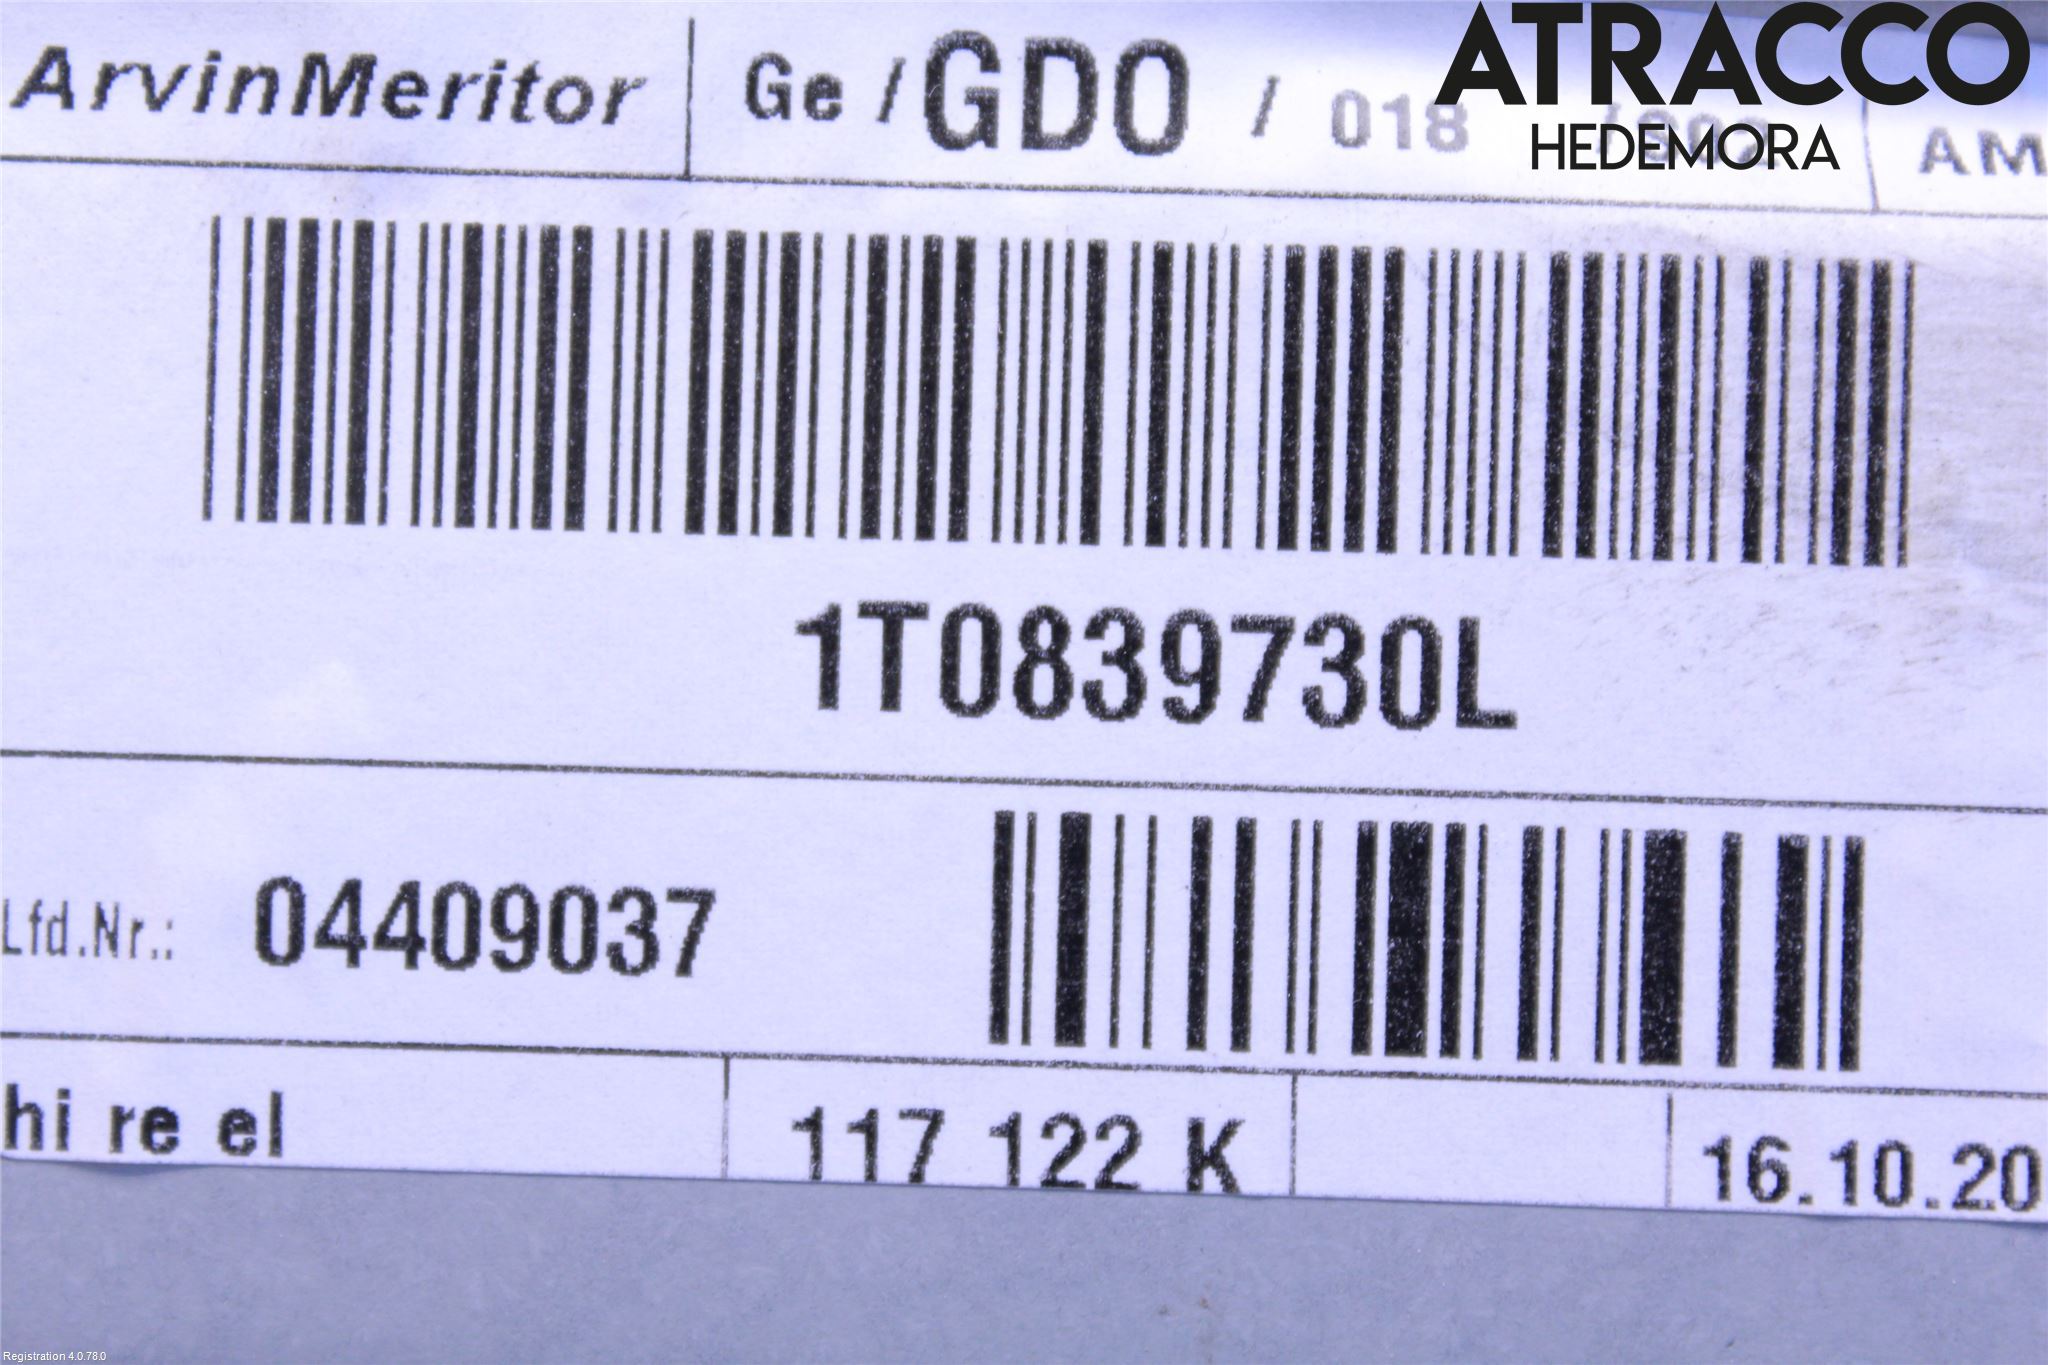 ATRACCO
HEDEMORA
ArvinMeritor Ge / GDO / 018 AM
1T0839730L
Lfd.Nr.: 04409037
hi re el 117 122 K 16.10.20
Registration 4.0.78.0